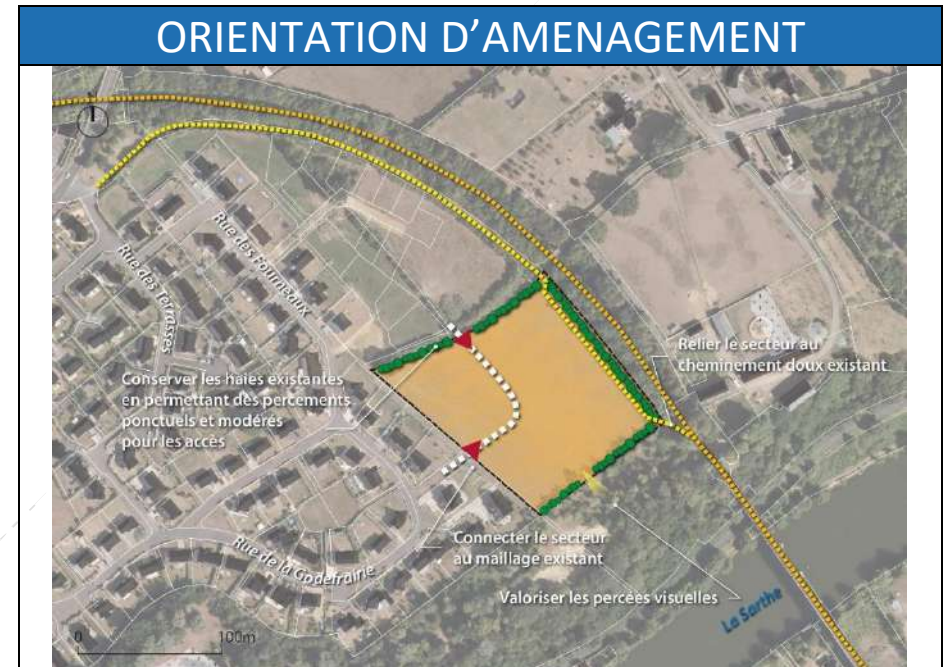 ORIENTATION D'AMENAGEMENT
Rue des Fourneaux
Rue des Terrasses
Relier le secteur au
cheminement doux existant
Conserver les haies existantes
en permettant des percements
ponctuels et modérés
pour les accès
Connecter le secteur
au maillage existant
Rue de la Godefrairie
Valoriser les percées visuelles
La Sarthe
0 100m